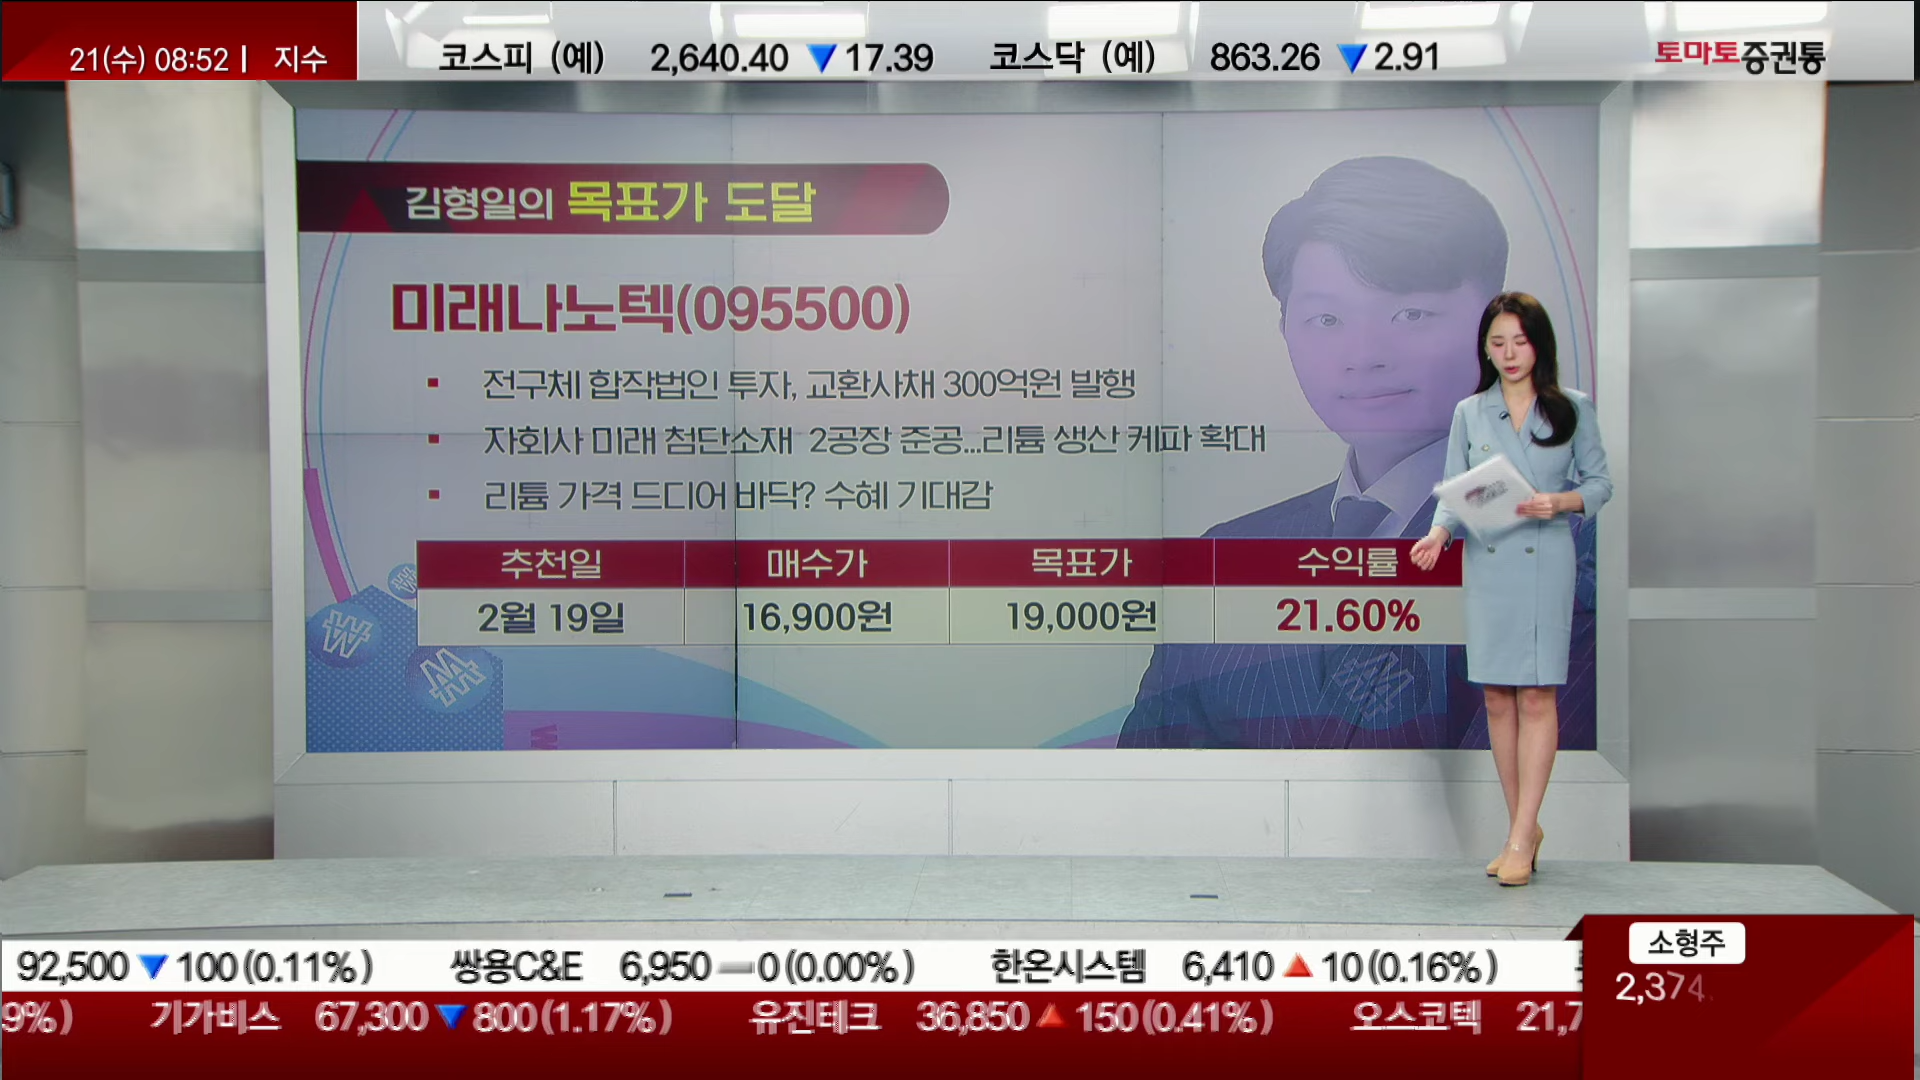 21(수) 08:52 | 지수 코스피 (예) 2,640.40 ▼17.39 코스닥 (예) 863.26 ▼2.91 토마토증권통
김형일의 목표가 도달
미래나노텍(095500)
▪ 전구체 합작법인 투자, 교환사채 300억원 발행
▪ 자회사 미래 첨단소재 2공장 준공...리튬 생산 케파 확대
▪ 리튬 가격 드디어 바닥? 수혜 기대감
추천일 매수가 목표가 수익률
2월 19일 16,900원 19,000원 21.60%
소형주
2,374
92,500 ▼100(0.11%) 쌍용C&E 6,950 0(0.00%) 한온시스템 6,410 ▲10(0.16%)
9%) 기가비스 67,300 ▼800(1.17%) 유진테크 36,850 ▲150(0.41%) 오스코텍 21,7